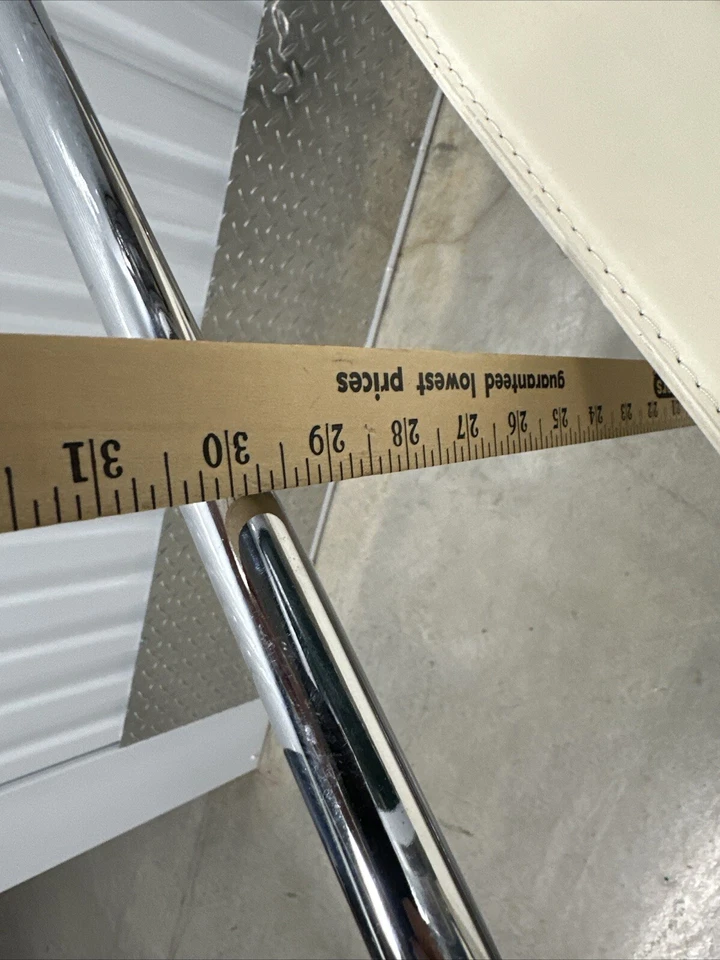 guaranteed lowest prices
22 23 24 25 26 27 28 29 30 31